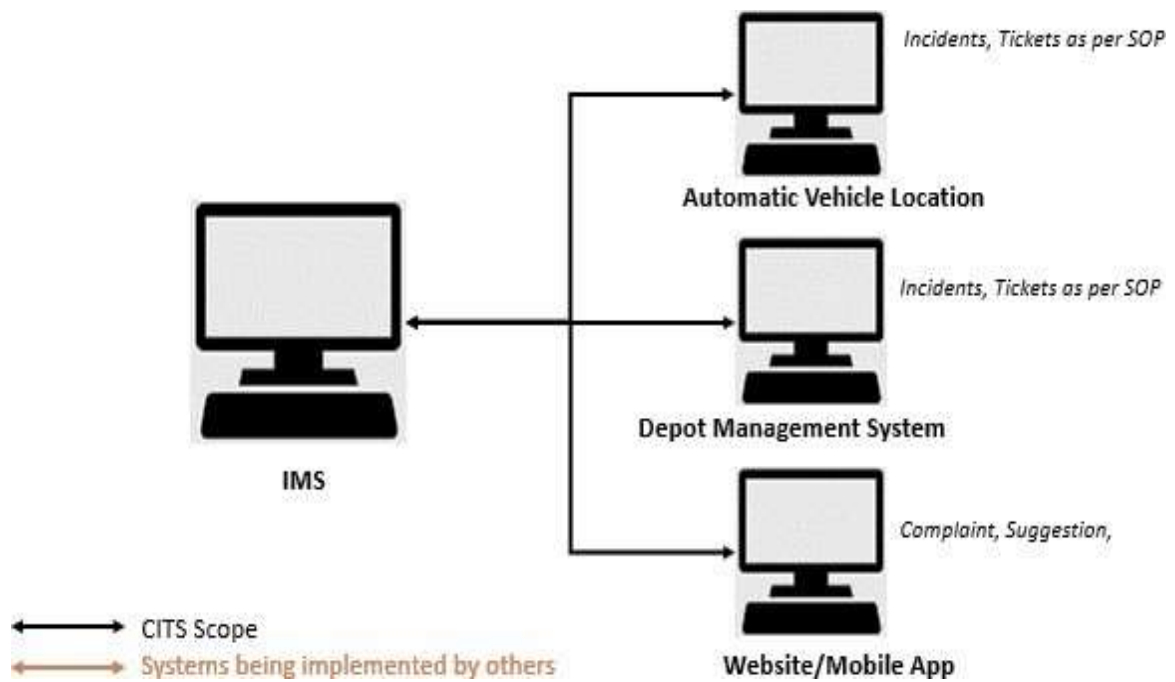 Incidents, Tickets as per SOP
Automatic Vehicle Location
Incidents, Tickets as per SOP
Depot Management System
IMS
Complaint, Suggestion,
CITS Scope
Systems being implemented by others
Website/Mobile App